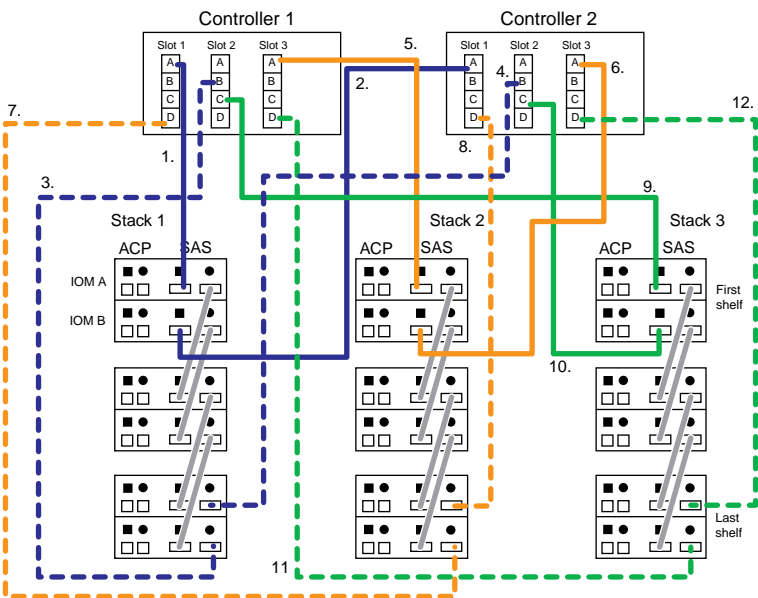 Controller 1
Controller 2
Slot 1
Slot 2
Slot 3
Slot 1
Slot 2
Slot 3
A
A
A
A
A
A
B
B
B
B
B
B
C
C
C
C
C
C
D
D
D
D
D
D
5.
2.
4.
6.
7.
12.
1.
8.
3.
9.
Stack 1
Stack 2
Stack 3
ACP
SAS
ACP
SAS
ACP
SAS
IOM A
First
shelf
IOM B
10.
Last
shelf
11